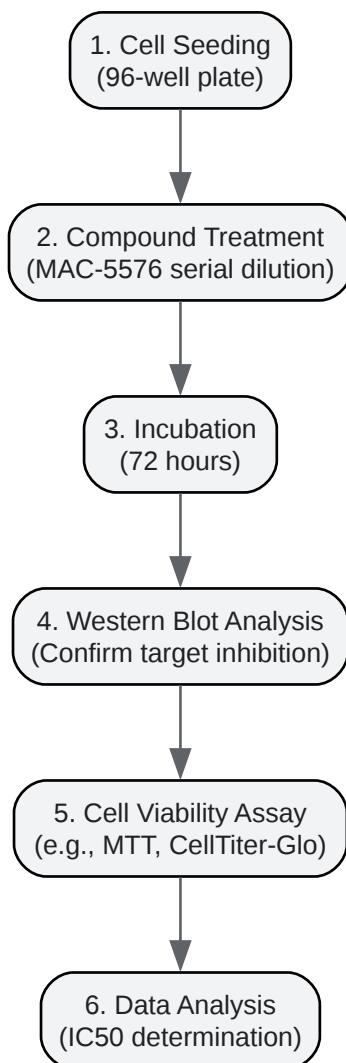 1. Cell Seeding
(96-well plate)
2. Compound Treatment
(MAC-5576 serial dilution)
3. Incubation
(72 hours)
4. Western Blot Analysis
(Confirm target inhibition)
5. Cell Viability Assay
(e.g., MTT, CellTiter-Glo)
6. Data Analysis
(IC50 determination)